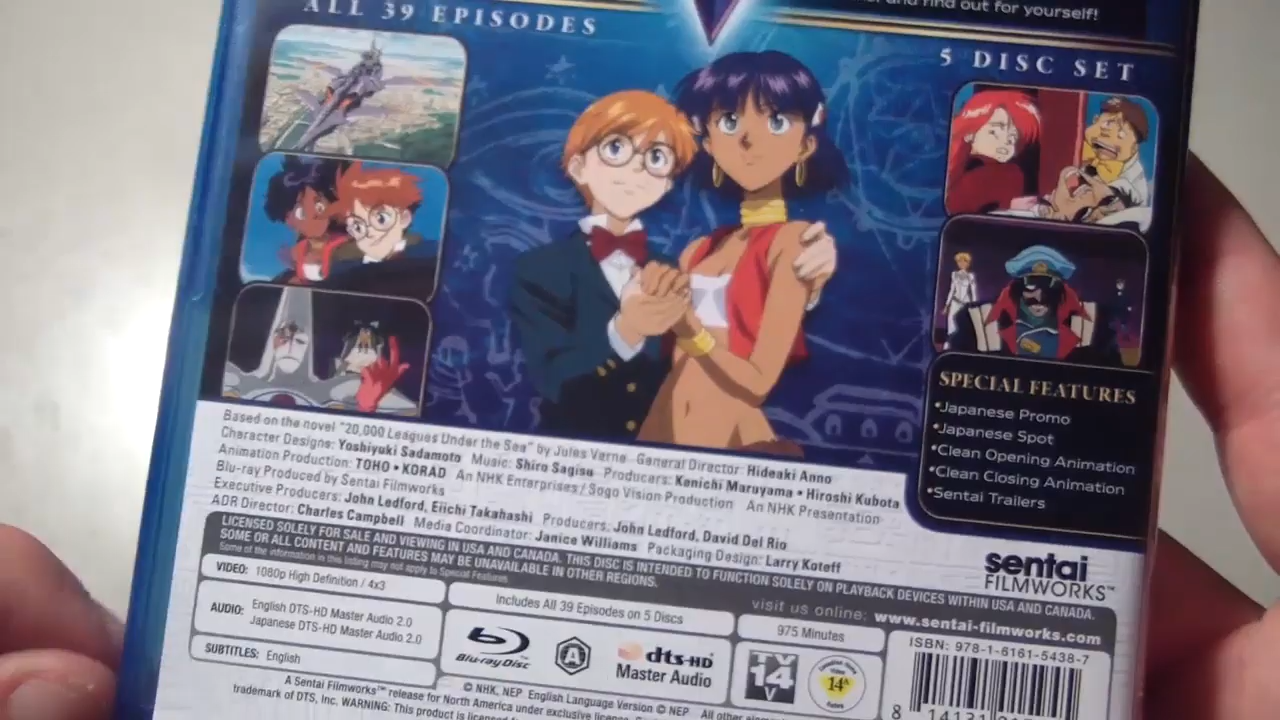 and find out for yourself!
ALL 39 EPISODES
5 DISC SET
SPECIAL FEATURES
•Japanese Promo
•Japanese Spot
•Clean Opening Animation
•Clean Closing Animation
•Sentai Trailers
Based on the novel "20,000 Leagues Under the Sea" by Jules Verne General Director: Hideaki Anno
Character Designs: Yoshiyuki Sadamoto Music: Shiro Sagisu Producers: Kenichi Maruyama • Hiroshi Kubota
Animation Production: TOHO • KORAD An NHK Enterprises / Sogo Vision Production An NHK Presentation
Blu-ray Produced by Sentai Filmworks
Executive Producers: John Ledford, Eiichi Takahashi Producers: John Ledford, David Del Rio
ADR Director: Charles Campbell Media Coordinator: Janice Williams Packaging Design: Larry Koteff
sentai
FILMWORKS™
LICENSED SOLELY FOR SALE AND VIEWING IN USA AND CANADA. THIS DISC IS INTENDED TO FUNCTION SOLELY ON PLAYBACK DEVICES WITHIN USA AND CANADA.
SOME OR ALL CONTENT AND FEATURES MAY BE UNAVAILABLE IN OTHER REGIONS.
Some of the information in this listing may not apply to Special Features
visit us online: www.sentai-filmworks.com
VIDEO: 1080p High Definition / 4x3
AUDIO: English DTS-HD Master Audio 2.0
Japanese DTS-HD Master Audio 2.0
SUBTITLES: English
Includes All 39 Episodes on 5 Discs
975 Minutes
Blu-ray Disc
A
dts-HD
Master Audio
TV
14
V
14A
ISBN: 978-1-6161-5438-7
A Sentai Filmworks™ release for North America under exclusive license.
© NHK, NEP English Language Version © NEP
trademark of DTS, Inc. WARNING: This product is